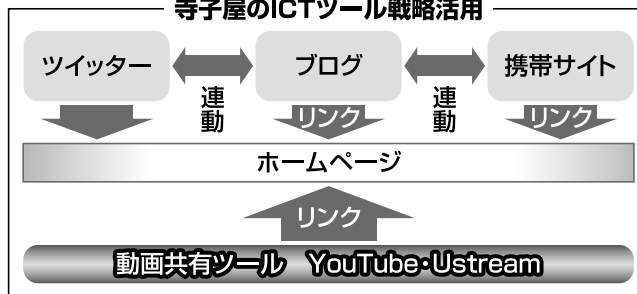 寺子屋のICTツール戦略活用
ツイッター
ブログ
携帯サイト
連動
連動
リンク
リンク
ホームページ
リンク
動画共有ツール YouTube・Ustream